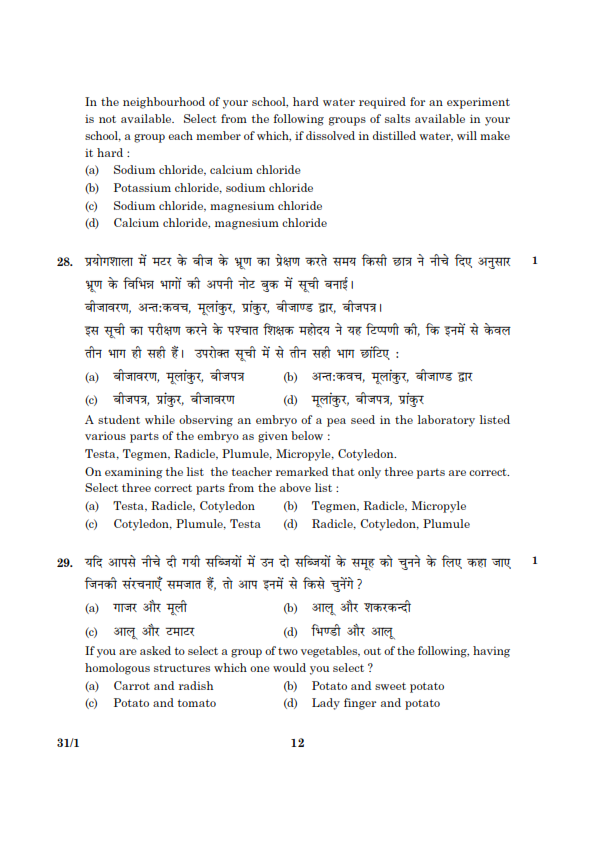 In the neighbourhood of your school, hard water required for an experiment
is not available. Select from the following groups of salts available in your
school, a group each member of which, if dissolved in distilled water, will make
it hard :
(a) Sodium chloride, calcium chloride
(b) Potassium chloride, sodium chloride
(c) Sodium chloride, magnesium chloride
(d) Calcium chloride, magnesium chloride
28. प्रयोगशाला में मटर के बीज के भ्रूण का प्रेक्षण करते समय किसी छात्र ने नीचे दिए अनुसार 1
भ्रूण के विभिन्न भागों की अपनी नोट बुक में सूची बनाई।
बीजावरण, अन्त:कवच, मूलांकुर, प्रांकुर, बीजाण्ड द्वार, बीजपत्र।
इस सूची का परीक्षण करने के पश्चात शिक्षक महोदय ने यह टिप्पणी की, कि इनमें से केवल
तीन भाग ही सही हैं। उपरोक्त सूची में से तीन सही भाग छांटिए :
(a) बीजावरण, मूलांकुर, बीजपत्र (b) अन्त:कवच, मूलांकुर, बीजाण्ड द्वार
(c) बीजपत्र, प्रांकुर, बीजावरण (d) मूलांकुर, बीजपत्र, प्रांकुर
A student while observing an embryo of a pea seed in the laboratory listed
various parts of the embryo as given below :
Testa, Tegmen, Radicle, Plumule, Micropyle, Cotyledon.
On examining the list the teacher remarked that only three parts are correct.
Select three correct parts from the above list :
(a) Testa, Radicle, Cotyledon (b) Tegmen, Radicle, Micropyle
(c) Cotyledon, Plumule, Testa (d) Radicle, Cotyledon, Plumule
29. यदि आपसे नीचे दी गयी सब्जियों में उन दो सब्जियों के समूह को चुनने के लिए कहा जाए 1
जिनकी संरचनाएँ समजात हैं, तो आप इनमें से किसे चुनेंगे ?
(a) गाजर और मूली (b) आलू और शकरकन्दी
(c) आलू और टमाटर (d) भिण्डी और आलू
If you are asked to select a group of two vegetables, out of the following, having
homologous structures which one would you select ?
(a) Carrot and radish (b) Potato and sweet potato
(c) Potato and tomato (d) Lady finger and potato
31/1 12